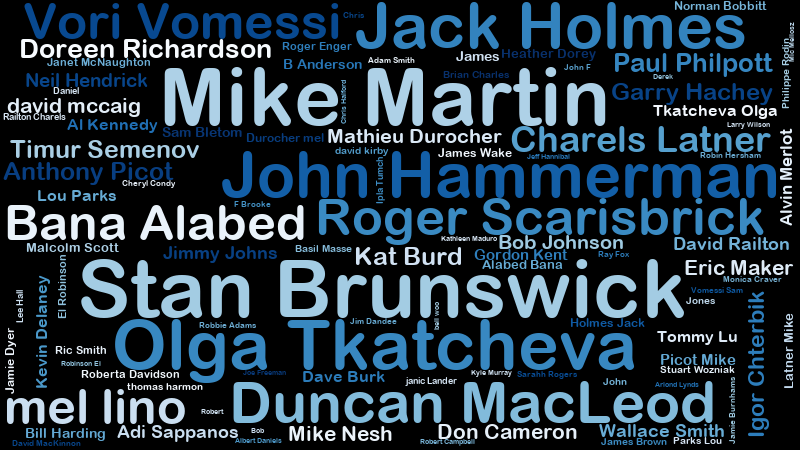 Vori Vomessi
Chris
Jack Holmes
Norman Bobbitt
Doreen Richardson
Roger Enger
James
Heather Dorey
Paul Philpott
Philippe Rodin
Janet McNaughton
B Anderson
Adam Smith
John F
Neil Hendrick
Mike Martin
Brian Charles
Derek
Garry Hachey
Daniel
Chris Halford
david mccaig
Railton Charels
Al Kennedy
Sam Bletom
Durocher mel
Mathieu Durocher
Charels Latner
Tkatcheva Olga
Larry Wilson
Timur Semenov
david kirby
James Wake
Jeff Hannibal
Robin Hersham
Alvin Merlot
Anthony Picot
Cheryl Condy
John Hammerman
Ipla Tumch
Lou Parks
F Brooke
Bana Alabed
Roger Scarisbrick
Malcolm Scott
Jimmy Johns
Basil Masse
Kat Burd
Kathleen Maduro
Bob Johnson
Gordon Kent
Ray Fox
David Railton
Alabed Bana
Eric Maker
Monica Craver
El Robinson
Lee Hall
Kevin Delaney
Stan Brunswick
Vomessi Sam
Jones
Robbie Adams
Jim Dandee
bell woo
Holmes Jack
Igor Chterbik
Latner Mike
Jamie Dyer
Olga Tkatcheva
Tommy Lu
Ric Smith
Robinson El
Picot Mike
Roberta Davidson
Joe Freeman
Dave Burk
Kyle Murray
Sarahh Rogers
Stuart Wozniak
thomas harmon
janic Lander
John
Arlond Lynds
Jamie Burnhams
mel lino
Robert
Duncan MacLeod
Bill Harding
Adi Sappanos
Bob
Mike Nesh
Don Cameron
Wallace Smith
David MacKinnon
Albert Daniels
Robert Campbell
James Brown
Parks Lou